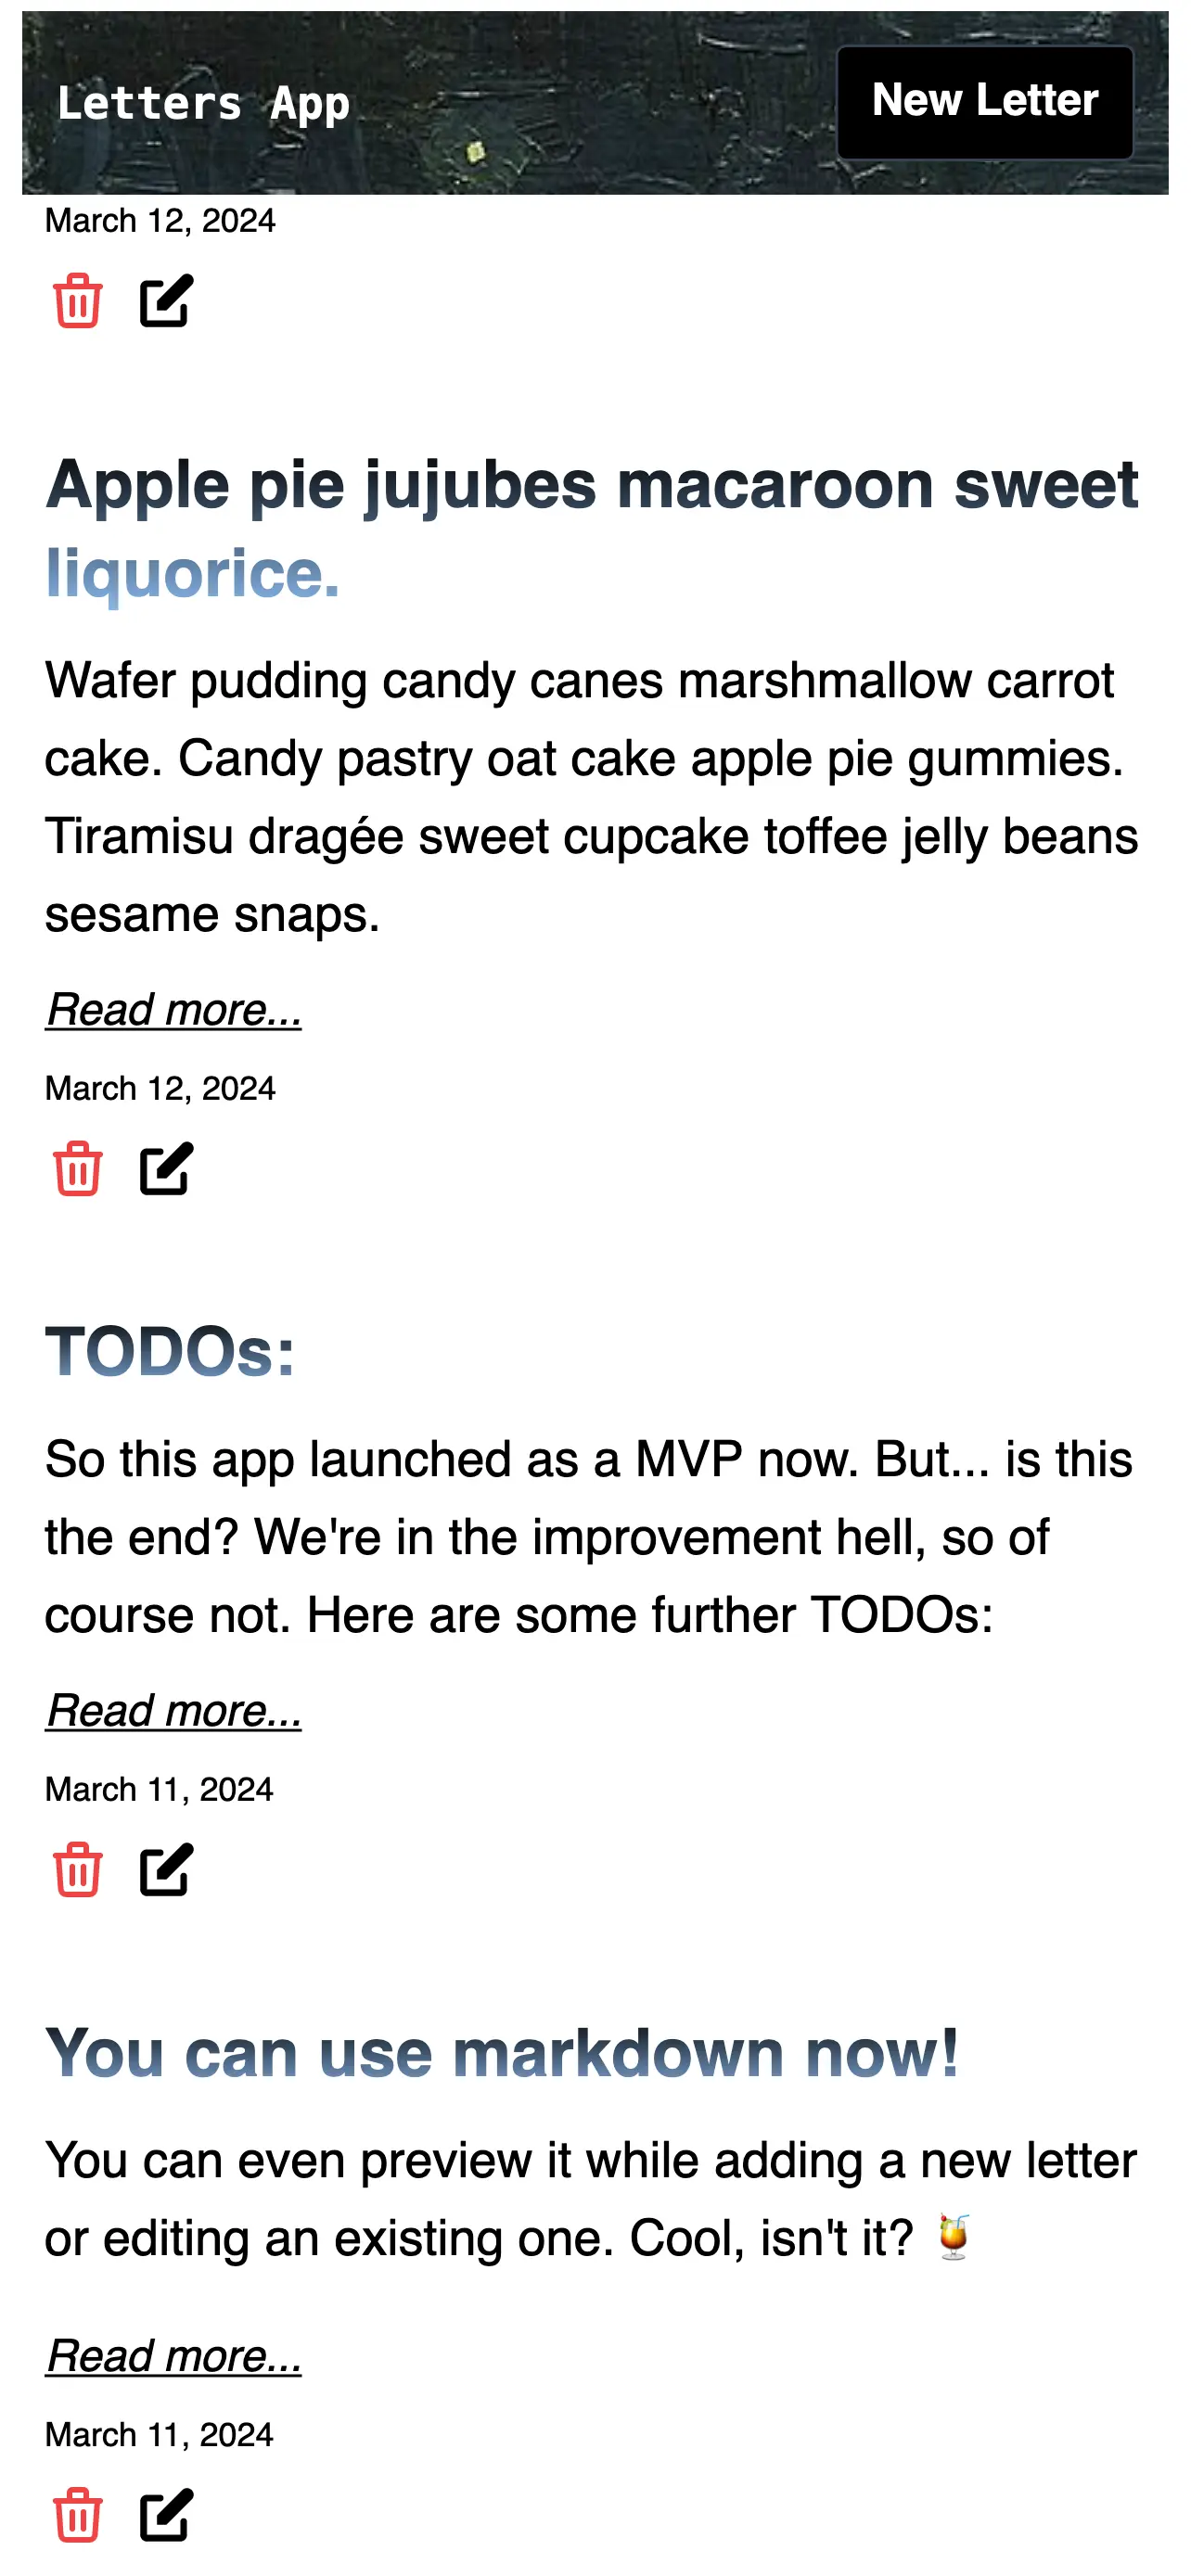 Letters App
New Letter
March 12, 2024
Apple pie jujubes macaroon sweet
liquorice.
Wafer pudding candy canes marshmallow carrot
cake. Candy pastry oat cake apple pie gummies.
Tiramisu dragée sweet cupcake toffee jelly beans
sesame snaps.
Read more...
March 12, 2024
TODOs:
So this app launched as a MVP now. But... is this
the end? We're in the improvement hell, so of
course not. Here are some further TODOs:
Read more...
March 11, 2024
You can use markdown now!
You can even preview it while adding a new letter
or editing an existing one. Cool, isn't it? 🍹
Read more...
March 11, 2024